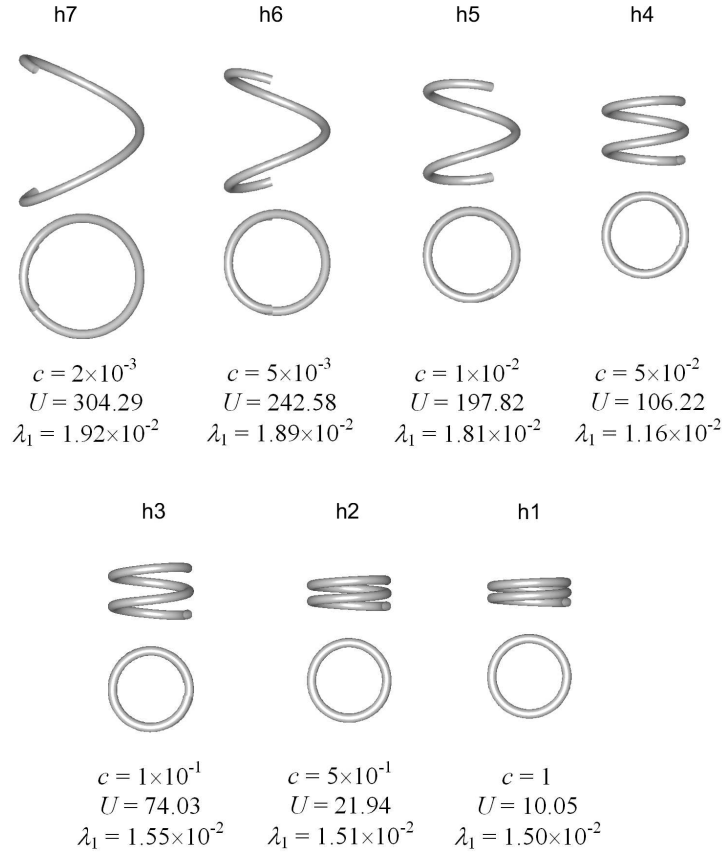 h7 h6 h5 h4
c = 2×10⁻³ c = 5×10⁻³ c = 1×10⁻² c = 5×10⁻²
U = 304.29 U = 242.58 U = 197.82 U = 106.22
λ₁ = 1.92×10⁻² λ₁ = 1.89×10⁻² λ₁ = 1.81×10⁻² λ₁ = 1.16×10⁻²
h3 h2 h1
c = 1×10⁻¹ c = 5×10⁻¹ c = 1
U = 74.03 U = 21.94 U = 10.05
λ₁ = 1.55×10⁻² λ₁ = 1.51×10⁻² λ₁ = 1.50×10⁻²